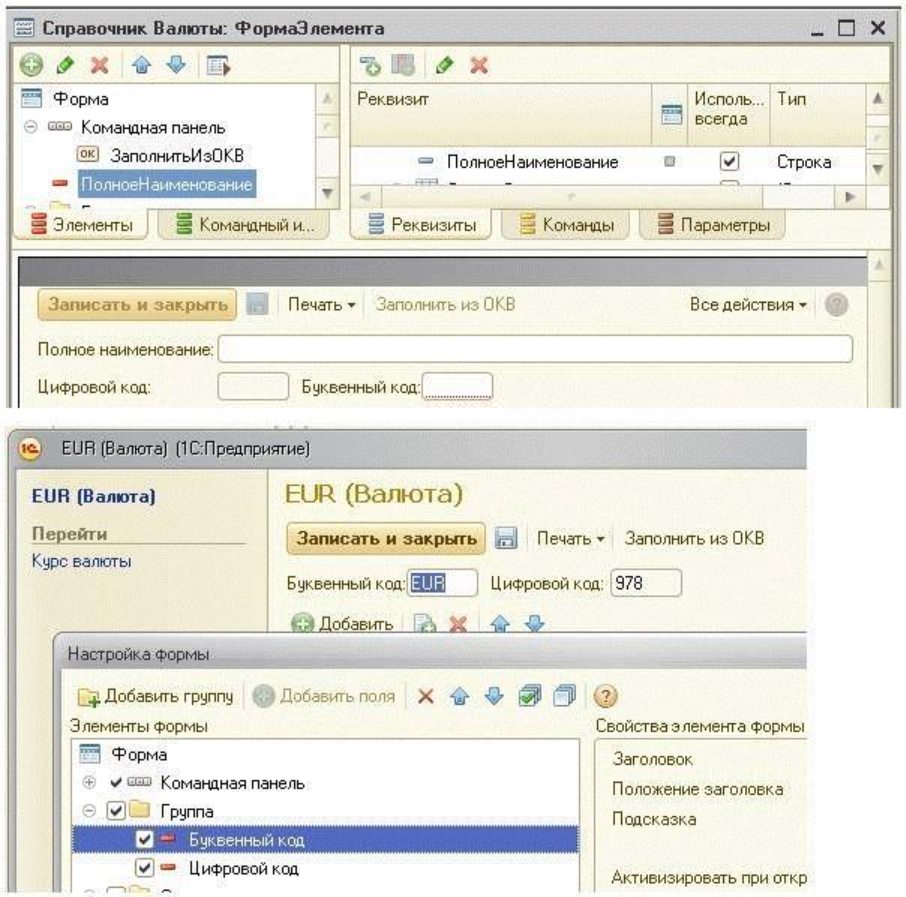 Справочник Валюты: ФормаЭлемента
Форма
Командная панель
OK ЗаполнитьИзОКВ
ПолноеНаименование
Элементы
Командный и...
Реквизит
Исполь... всегда
Тип
ПолноеНаименование
Строка
Реквизиты
Команды
Параметры
Записать и закрыть Печать Заполнить из ОКВ Все действия
Полное наименование:
Цифровой код: Буквенный код:
EUR (Валюта) (1С:Предприятие)
EUR (Валюта)
Перейти
Курс валюты
EUR (Валюта)
Записать и закрыть Печать Заполнить из ОКВ
Буквенный код: EUR Цифровой код: 978
Добавить
Настройка формы
Добавить группу Добавить поля
Элементы формы
Форма
Командная панель
Группа
Буквенный код
Цифровой код
Свойства элемента формы
Заголовок
Положение заголовка
Подсказка
Активизировать при откр